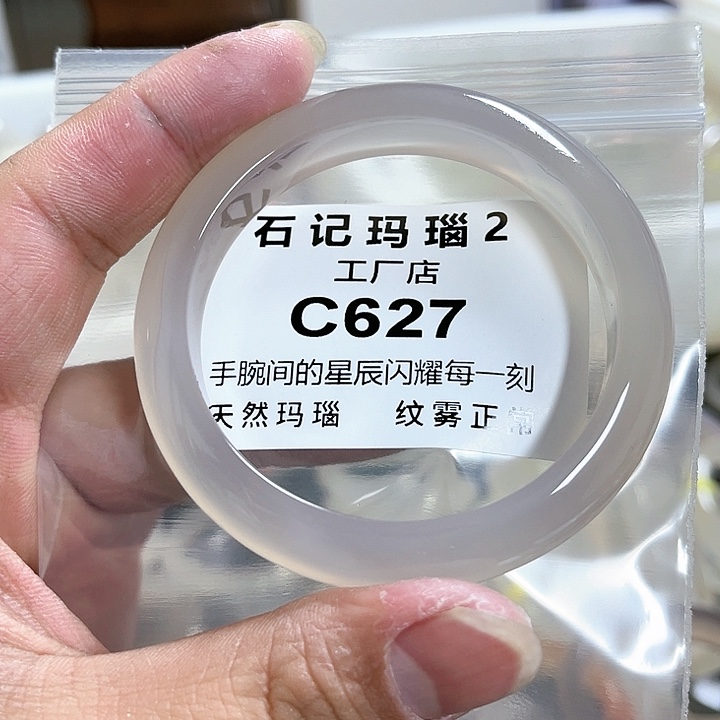 石记玛瑙2
工厂店
C627
手腕间的星辰闪耀每一刻
天然玛瑙 纹雾正